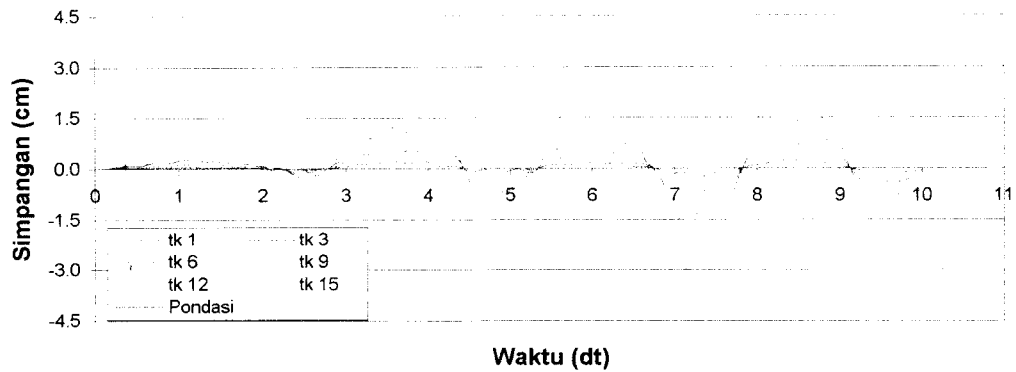 4.5
3.0
1.5
0.0
-1.5
-3.0
-4.5
Simpangan (cm)
0 1 2 3 4 5 6 7 8 9 10 11
tk 1 tk 3
tk 6 tk 9
tk 12 tk 15
Pondasi
Waktu (dt)